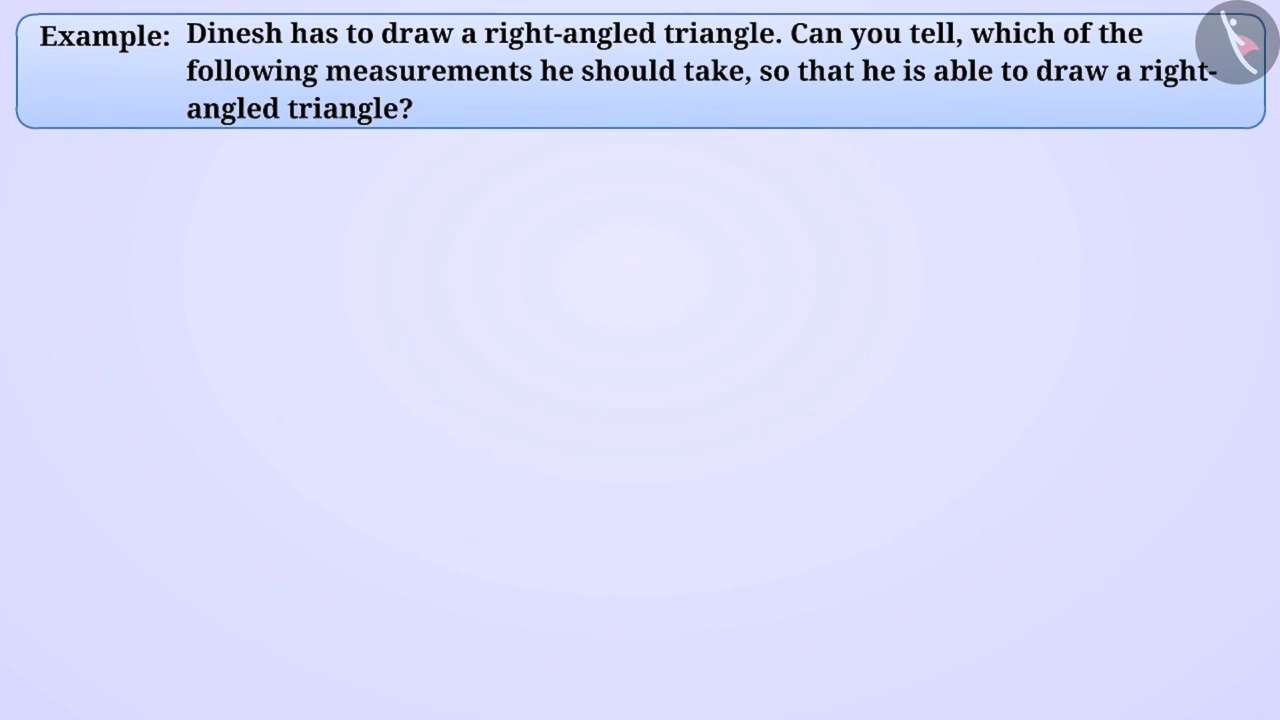 Example: Dinesh has to draw a right-angled triangle. Can you tell, which of the
following measurements he should take, so that he is able to draw a right-
angled triangle?